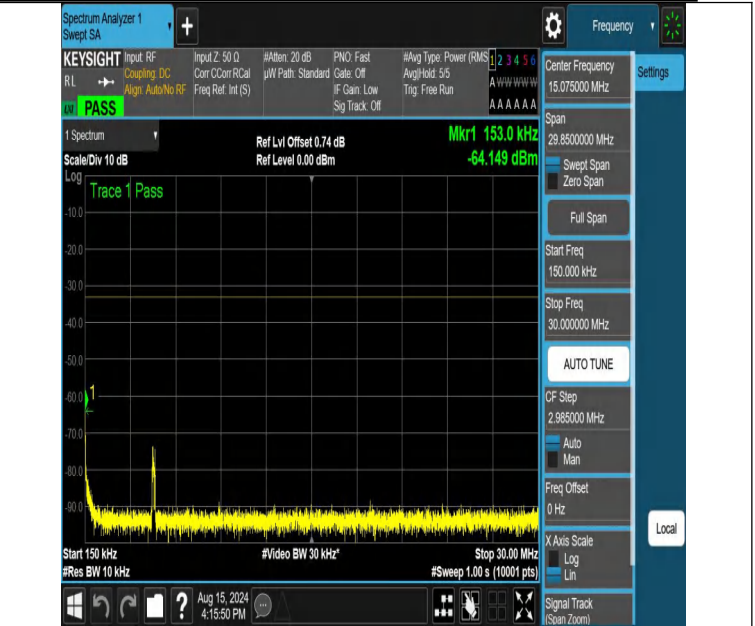 Spectrum Analyzer 1
Swept SA
+
Frequency
KEYSIGHT
Input: RF
Input Z: 50 Ω
#Atten: 20 dB
PNO: Fast
#Avg Type: Power (RMS
1 2 3 4 5 6
RL
Coupling: DC
Corr CCorr RCal
µW Path: Standard
Gate: Off
Avg|Hold: 5/5
A W W W W W
Align: Auto/No RF
Freq Ref: Int (S)
IF Gain: Low
Trig: Free Run
Sig Track: Off
A A A A A A
PASS
1 Spectrum
Ref Lvl Offset 0.74 dB
Mkr1 153.0 kHz
Scale/Div 10 dB
Ref Level 0.00 dBm
-64.149 dBm
Log
Trace 1 Pass
-10.0
-20.0
-30.0
-40.0
-50.0
-60.0
1
-70.0
-80.0
-90.0
Start 150 kHz
#Video BW 30 kHz*
Stop 30.00 MHz
#Res BW 10 kHz
#Sweep 1.00 s (10001 pts)
?
Aug 15, 2024
4:15:50 PM
Center Frequency
15.075000 MHz
Settings
Span
29.8500000 MHz
Swept Span
Zero Span
Full Span
Start Freq
150.000 kHz
Stop Freq
30.000000 MHz
AUTO TUNE
CF Step
2.985000 MHz
Auto
Man
Freq Offset
0 Hz
X Axis Scale
Log
Lin
Local
Signal Track
(Span Zoom)